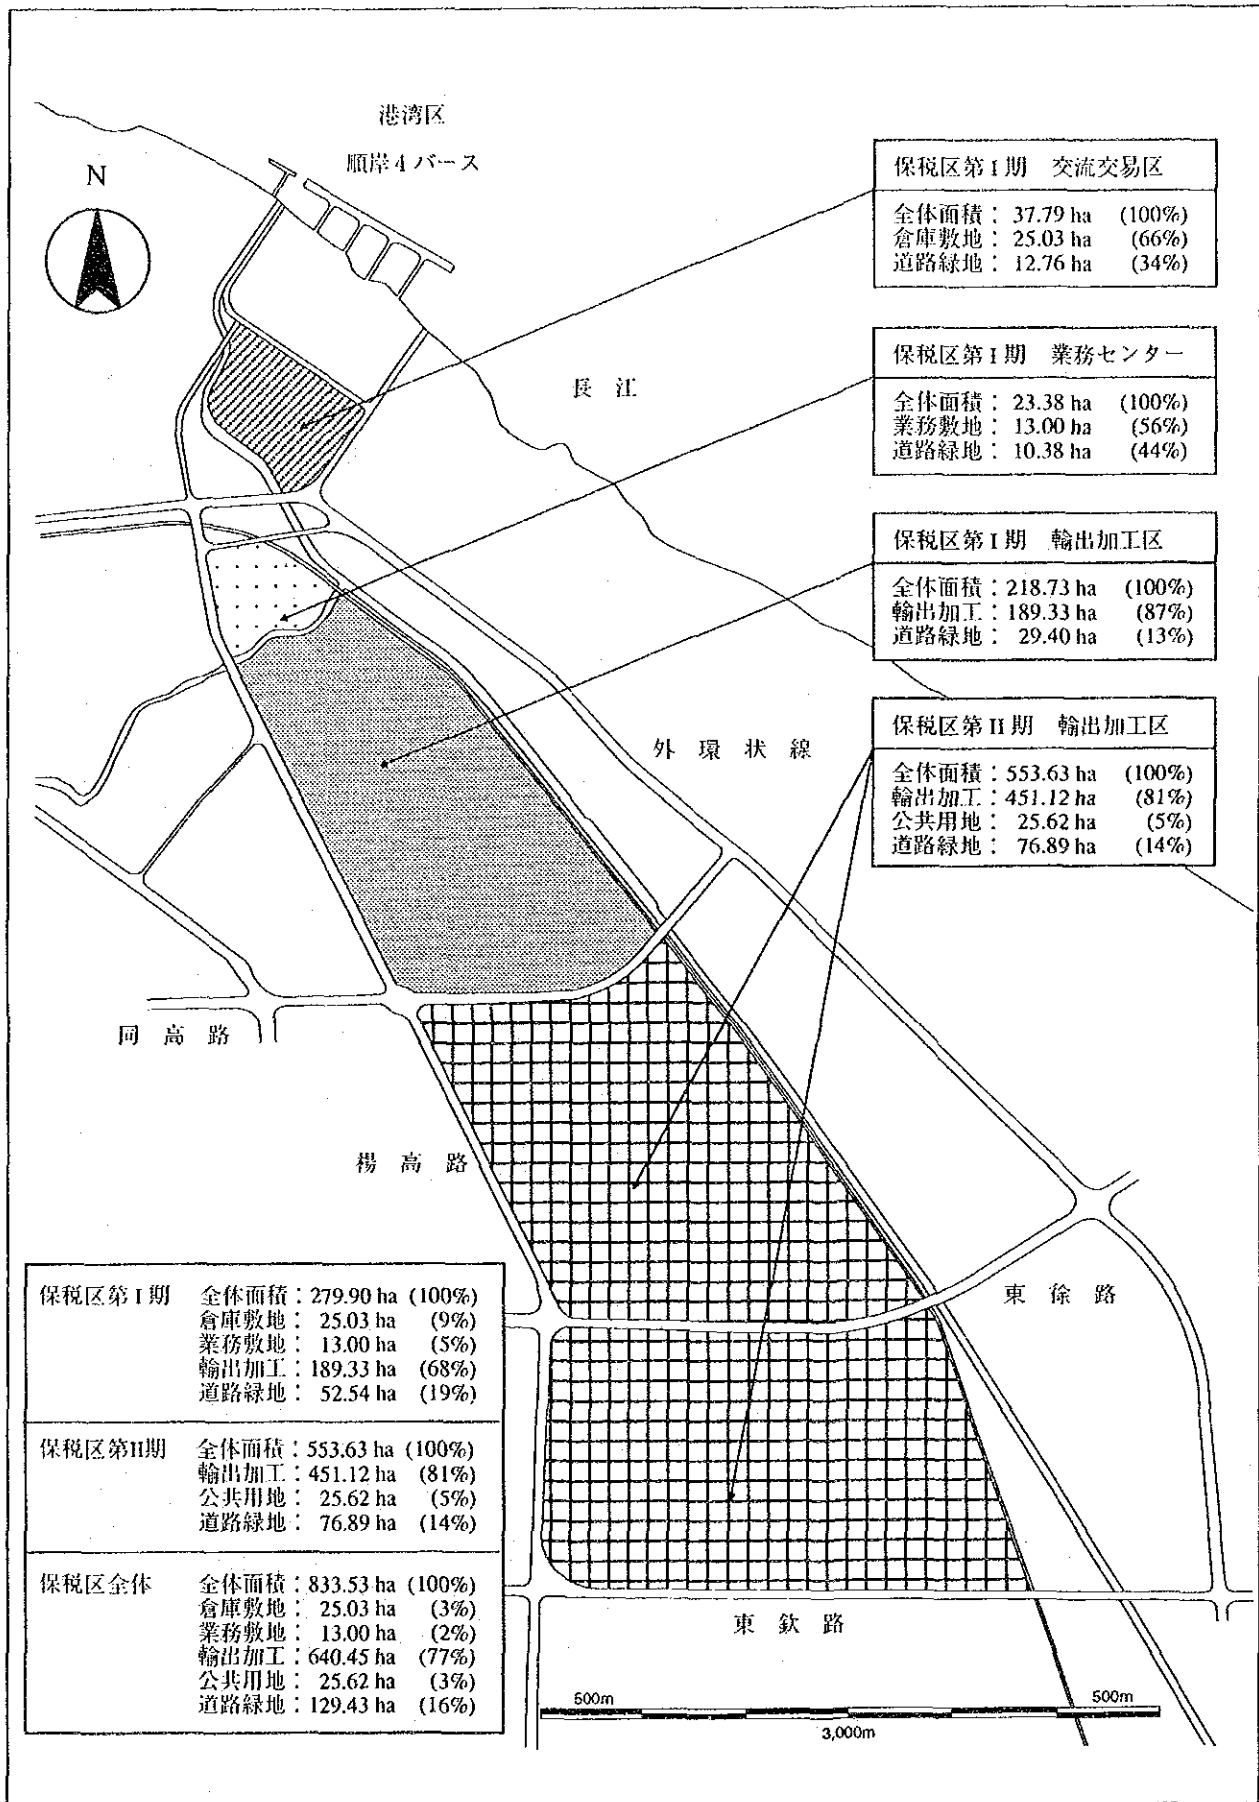 港湾区
順岸4バース
N
保税区第I期 交流交易区
全体面積：37.79 ha (100%)
倉庫敷地：25.03 ha (66%)
道路緑地：12.76 ha (34%)
保税区第I期 業務センター
全体面積：23.38 ha (100%)
業務敷地：13.00 ha (56%)
道路緑地：10.38 ha (44%)
長江
保税区第I期 輸出加工区
全体面積：218.73 ha (100%)
輸出加工：189.33 ha (87%)
道路緑地：29.40 ha (13%)
保税区第II期 輸出加工区
全体面積：553.63 ha (100%)
輸出加工：451.12 ha (81%)
公共用地：25.62 ha (5%)
道路緑地：76.89 ha (14%)
外環状線
同高路
楊高路
東徐路
保税区第I期 全体面積：279.90 ha (100%)
倉庫敷地：25.03 ha (9%)
業務敷地：13.00 ha (5%)
輸出加工：189.33 ha (68%)
道路緑地：52.54 ha (19%)
保税区第II期 全体面積：553.63 ha (100%)
輸出加工：451.12 ha (81%)
公共用地：25.62 ha (5%)
道路緑地：76.89 ha (14%)
保税区全体 全体面積：833.53 ha (100%)
倉庫敷地：25.03 ha (3%)
業務敷地：13.00 ha (2%)
輸出加工：640.45 ha (77%)
公共用地：25.62 ha (3%)
道路緑地：129.43 ha (16%)
東欽路
500m 500m
3,000m